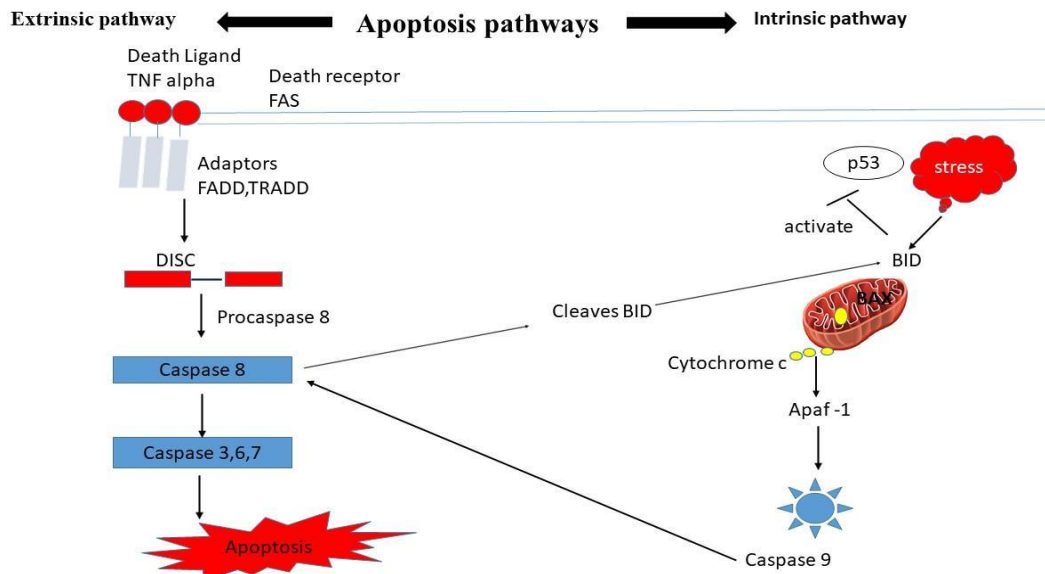 Extrinsic pathway
Apoptosis pathways
Intrinsic pathway
Death Ligand
TNF alpha
Death receptor
FAS
Adaptors
FADD,TRADD
DISC
Procaspase 8
Caspase 8
Caspase 3,6,7
Apoptosis
Cleaves BID
p53
stress
activate
BID
BAX
Cytochrome c
Apaf -1
Caspase 9